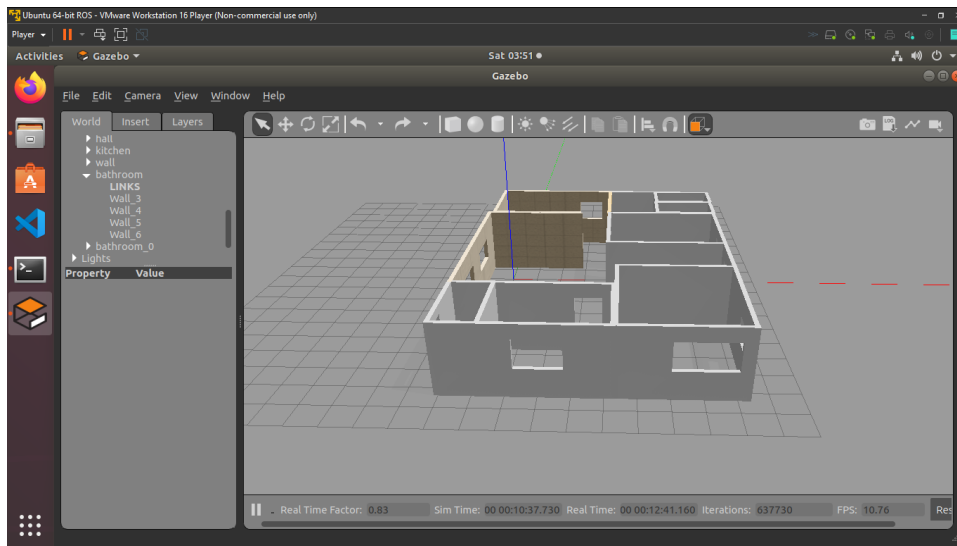 Ubuntu 64-bit ROS - VMware Workstation 16 Player (Non-commercial use only)
Player
Activities Gazebo Sat 03:51
Gazebo
File Edit Camera View Window Help
World Insert Layers
hall
kitchen
wall
bathroom
LINKS
Wall_3
Wall_4
Wall_5
Wall_6
bathroom_0
Lights
Property Value
LOG
Real Time Factor: 0.83 Sim Time: 00 00:10:37.730 Real Time: 00 00:12:41.160 Iterations: 637730 FPS: 10.76 Res